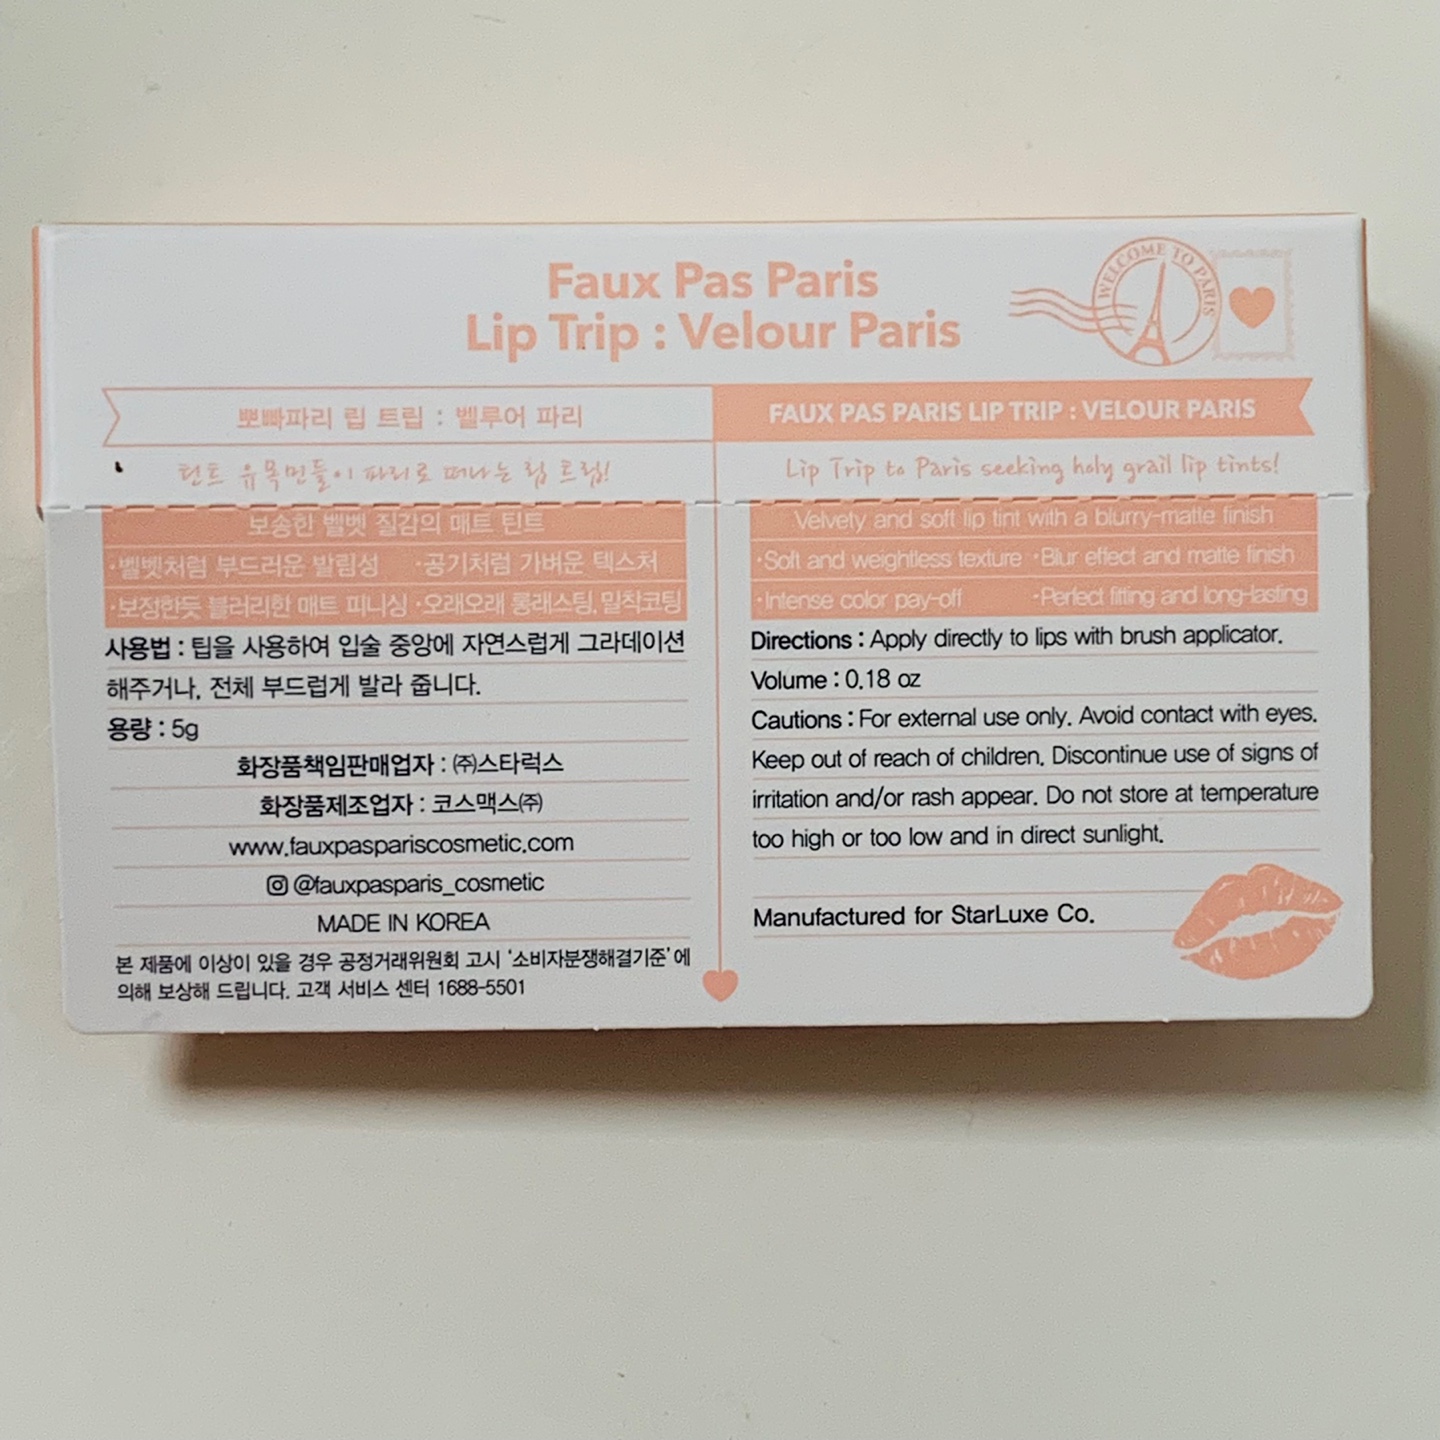 Faux Pas Paris
Lip Trip : Velour Paris
WELCOME TO PARIS
뽀빠파리 립 트립 : 벨루어 파리
틴트 유목민들이 파리로 떠나는 립 트립!
보송한 벨벳 질감의 매트 틴트
·벨벳처럼 부드러운 발림성 ·공기처럼 가벼운 텍스처
·보정한듯 블러리한 매트 피니싱 ·오래오래 롱래스팅, 밀착코팅
사용법 : 팁을 사용하여 입술 중앙에 자연스럽게 그라데이션
해주거나, 전체 부드럽게 발라 줍니다.
용량 : 5g
화장품책임판매업자 : ㈜스타럭스
화장품제조업자 : 코스맥스㈜
www.fauxpaspariscosmetic.com
@fauxpasparis_cosmetic
MADE IN KOREA
본 제품에 이상이 있을 경우 공정거래위원회 고시 '소비자분쟁해결기준'에
의해 보상해 드립니다. 고객 서비스 센터 1688-5501
FAUX PAS PARIS LIP TRIP : VELOUR PARIS
Lip Trip to Paris seeking holy grail lip tints!
Velvety and soft lip tint with a blurry-matte finish
·Soft and weightless texture ·Blur effect and matte finish
·Intense color pay-off ·Perfect fitting and long-lasting
Directions : Apply directly to lips with brush applicator.
Volume : 0.18 oz
Cautions : For external use only. Avoid contact with eyes.
Keep out of reach of children. Discontinue use of signs of
irritation and/or rash appear. Do not store at temperature
too high or too low and in direct sunlight.
Manufactured for StarLuxe Co.